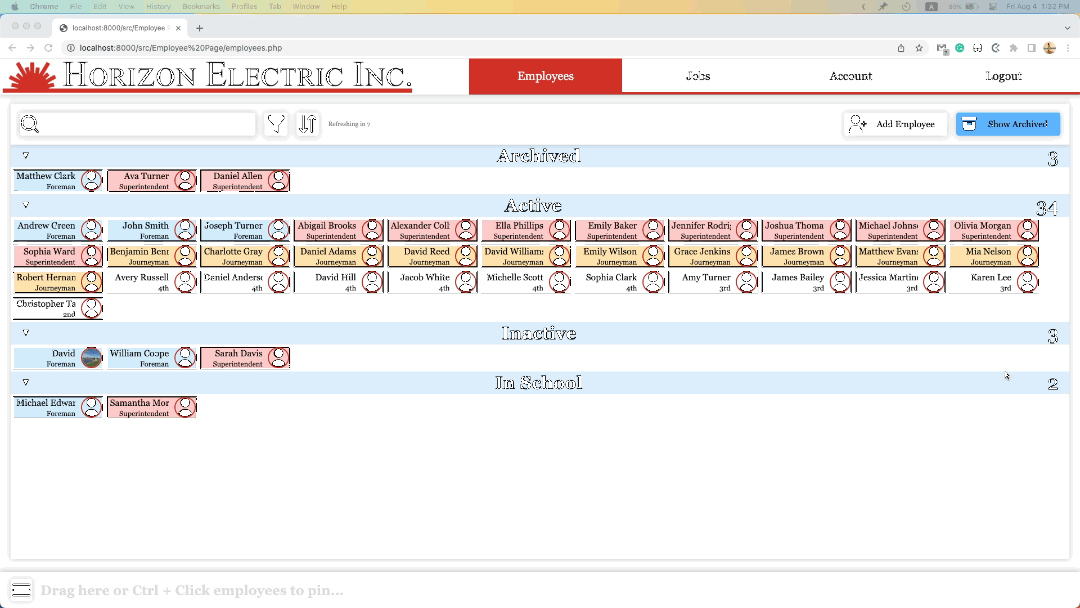 Chrome File Edit View History Bookmarks Profiles Tab Window Help Fri Aug 4 1:32 PM
localhost:8000/src/Employee
localhost:8000/src/Employee%20Page/employees.php
HORIZON ELECTRIC INC. Employees Jobs Account Logout
Refreshing in 7 Add Employee Show Archived
Archived 3
Matthew Clark Ava Turner Daniel Allen
Foreman Superintendent Superintendent
Active 34
Andrew Green John Smith Joseph Turner Abigail Brooks Alexander Coll Ella Phillips Emily Baker Jennifer Rodri Joshua Thoma Michael Johns Olivia Morgan
Foreman Foreman Foreman Superintendent Superintendent Superintendent Superintendent Superintendent Superintendent Superintendent Superintendent
Sophia Ward Benjamin Benn Charlotte Gray Daniel Adams David Reed David William Emily Wilson Grace Jenkins James Brown Matthew Evans Mia Nelson
Superintendent Journeyman Journeyman Journeyman Journeyman Journeyman Journeyman Journeyman Journeyman Journeyman Journeyman
Robert Hernan Avery Russell Daniel Anders David Hill Jacob White Michelle Scott Sophia Clark Amy Turner James Bailey Jessica Martin Karen Lee
Journeyman 4th 4th 4th 4th 4th 4th 3rd 3rd 3rd 3rd
Christopher Ta
2nd
Inactive 3
David William Coope Sarah Davis
Foreman Foreman Superintendent
In School 2
Michael Edwar Samantha Mor
Foreman Superintendent
Drag here or Ctrl + Click employees to pin...